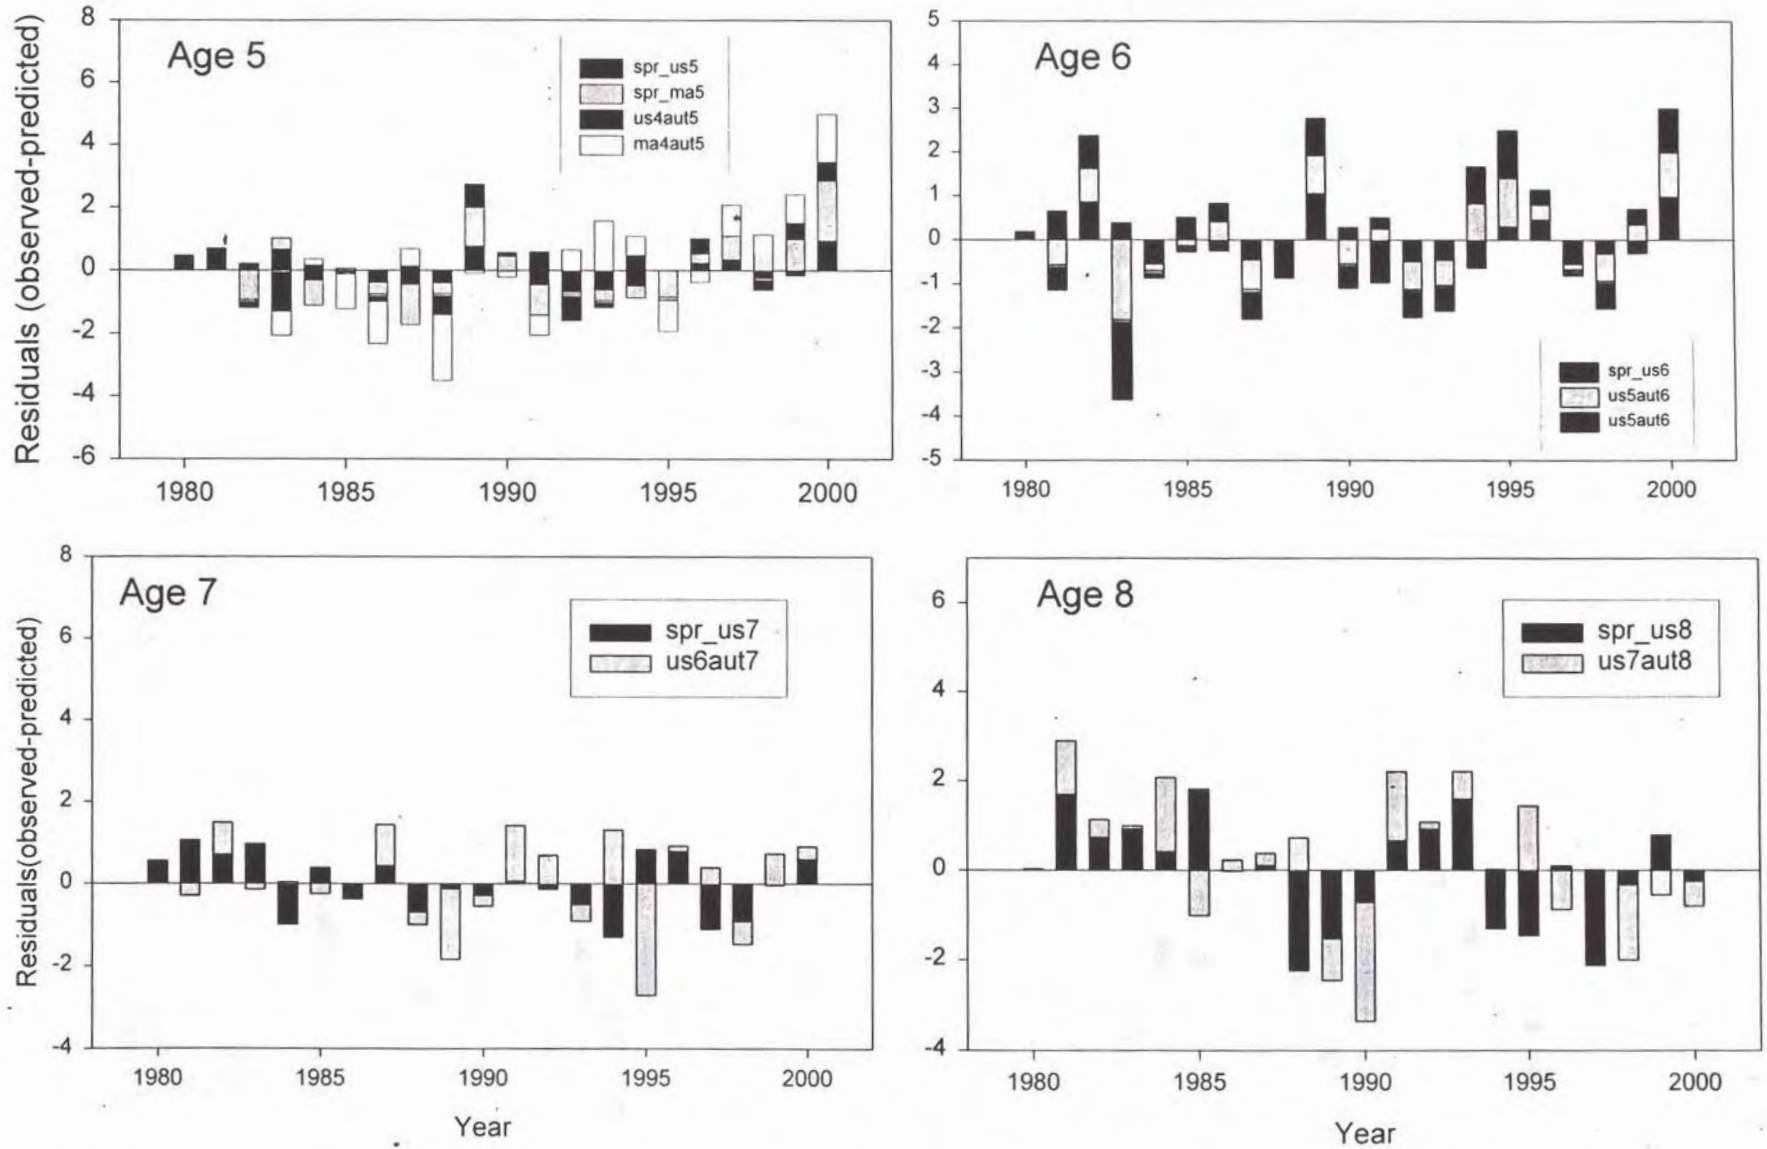 Age 5
Residuals (observed-predicted)
8
6
4
2
0
-2
-4
-6
spr_us5
spr_ma5
us4aut5
ma4aut5
1980
1985
1990
1995
2000
Age 6
5
4
3
2
1
0
-1
-2
-3
-4
-5
spr_us6
us5aut6
us5aut6
1980
1985
1990
1995
2000
Age 7
Residuals(observed-predicted)
8
6
4
2
0
-2
-4
spr_us7
us6aut7
1980
1985
1990
1995
2000
Year
Age 8
6
4
2
0
-2
-4
spr_us8
us7aut8
1980
1985
1990
1995
2000
Year